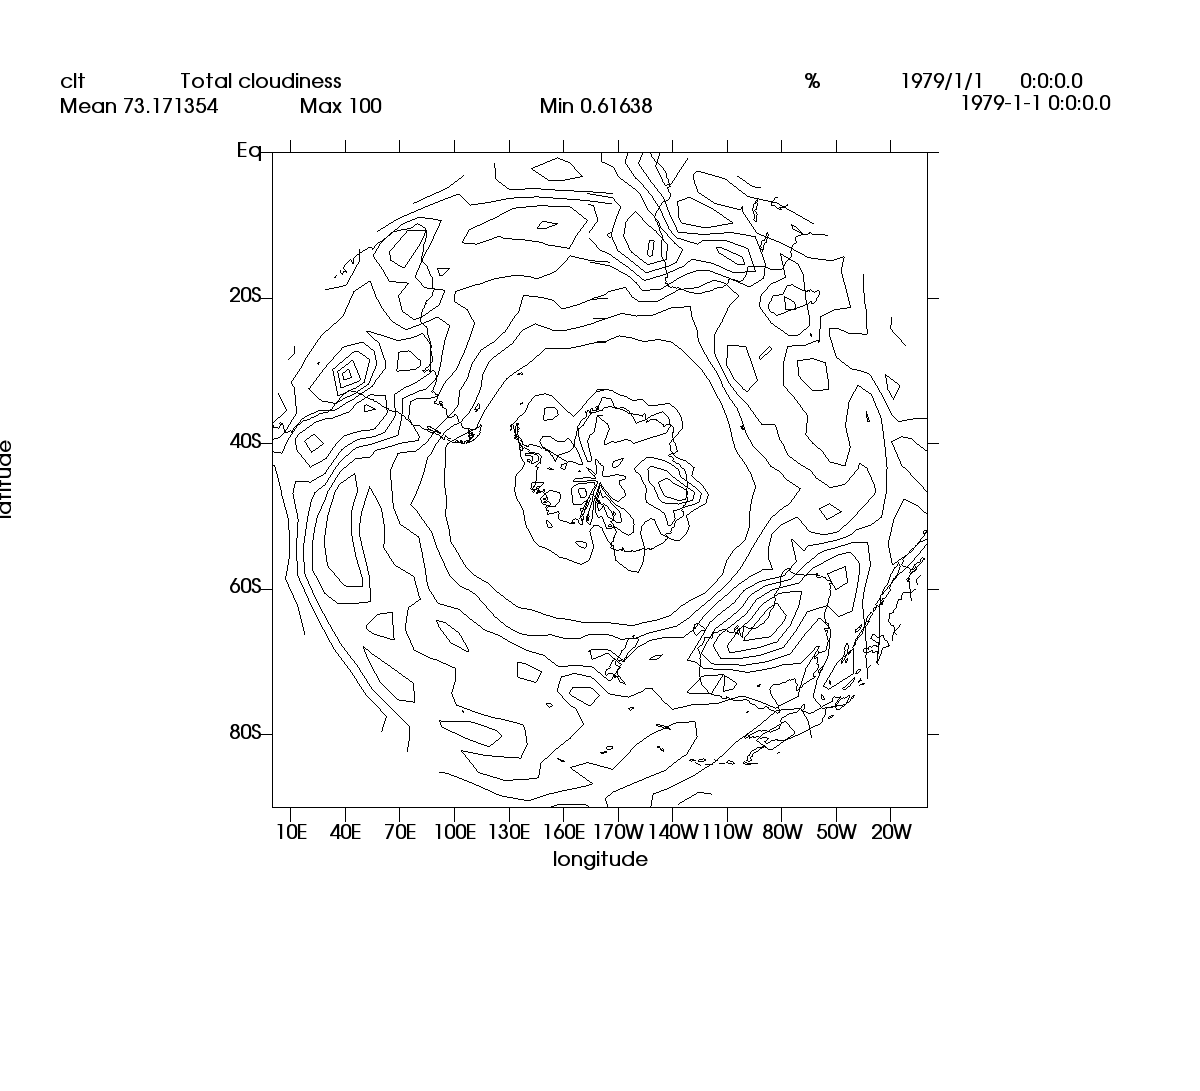 clt Total cloudiness % 1979/1/1 0:0:0.0
Mean 73.171354 Max 100 Min 0.61638 1979-1-1 0:0:0.0
Eq
20S
40S
latitude
60S
80S
10E 40E 70E 100E 130E 160E 170W 140W 110W 80W 50W 20W
longitude